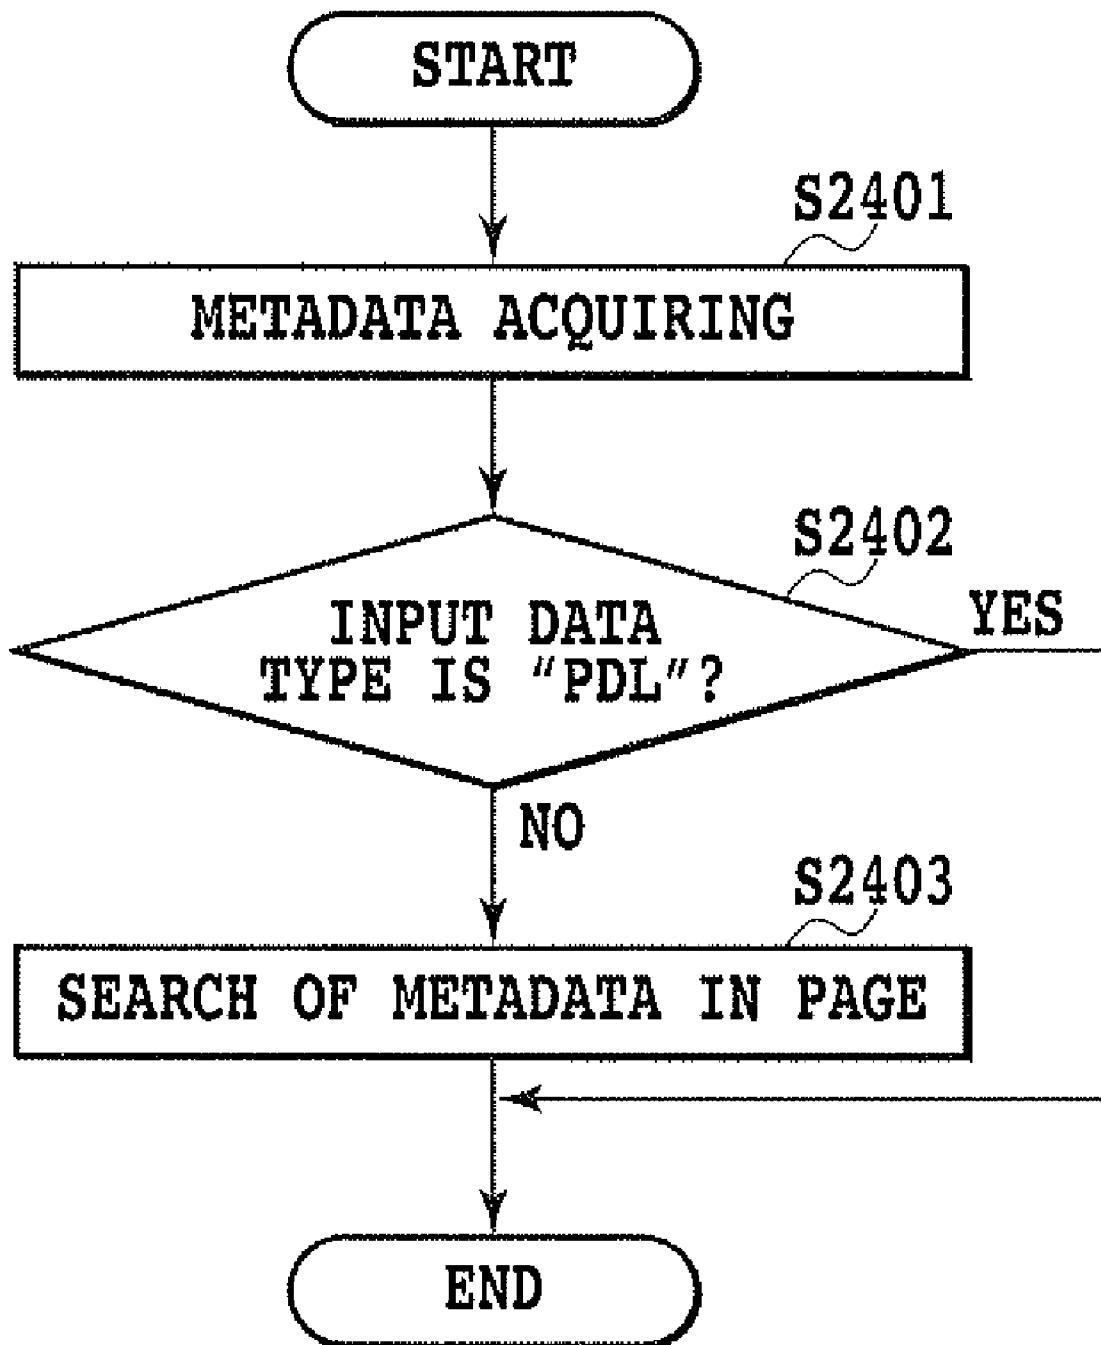 START
S2401
METADATA ACQUIRING
S2402
INPUT DATA
TYPE IS "PDL"?
YES
NO
S2403
SEARCH OF METADATA IN PAGE
END